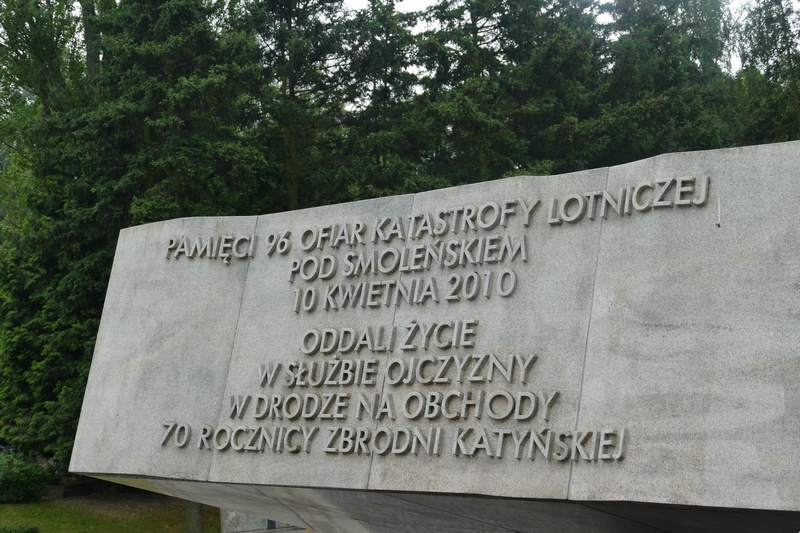 PAMIĘCI 96 OFIAR KATASTROFY LOTNICZEJ
POD SMOLEŃSKIEM
10 KWIETNIA 2010
ODDALI ŻYCIE
W SŁUŻBIE OJCZYZNY
W DRODZE NA OBCHODY
70 ROCZNICY ZBRODNI KATYŃSKIEJ